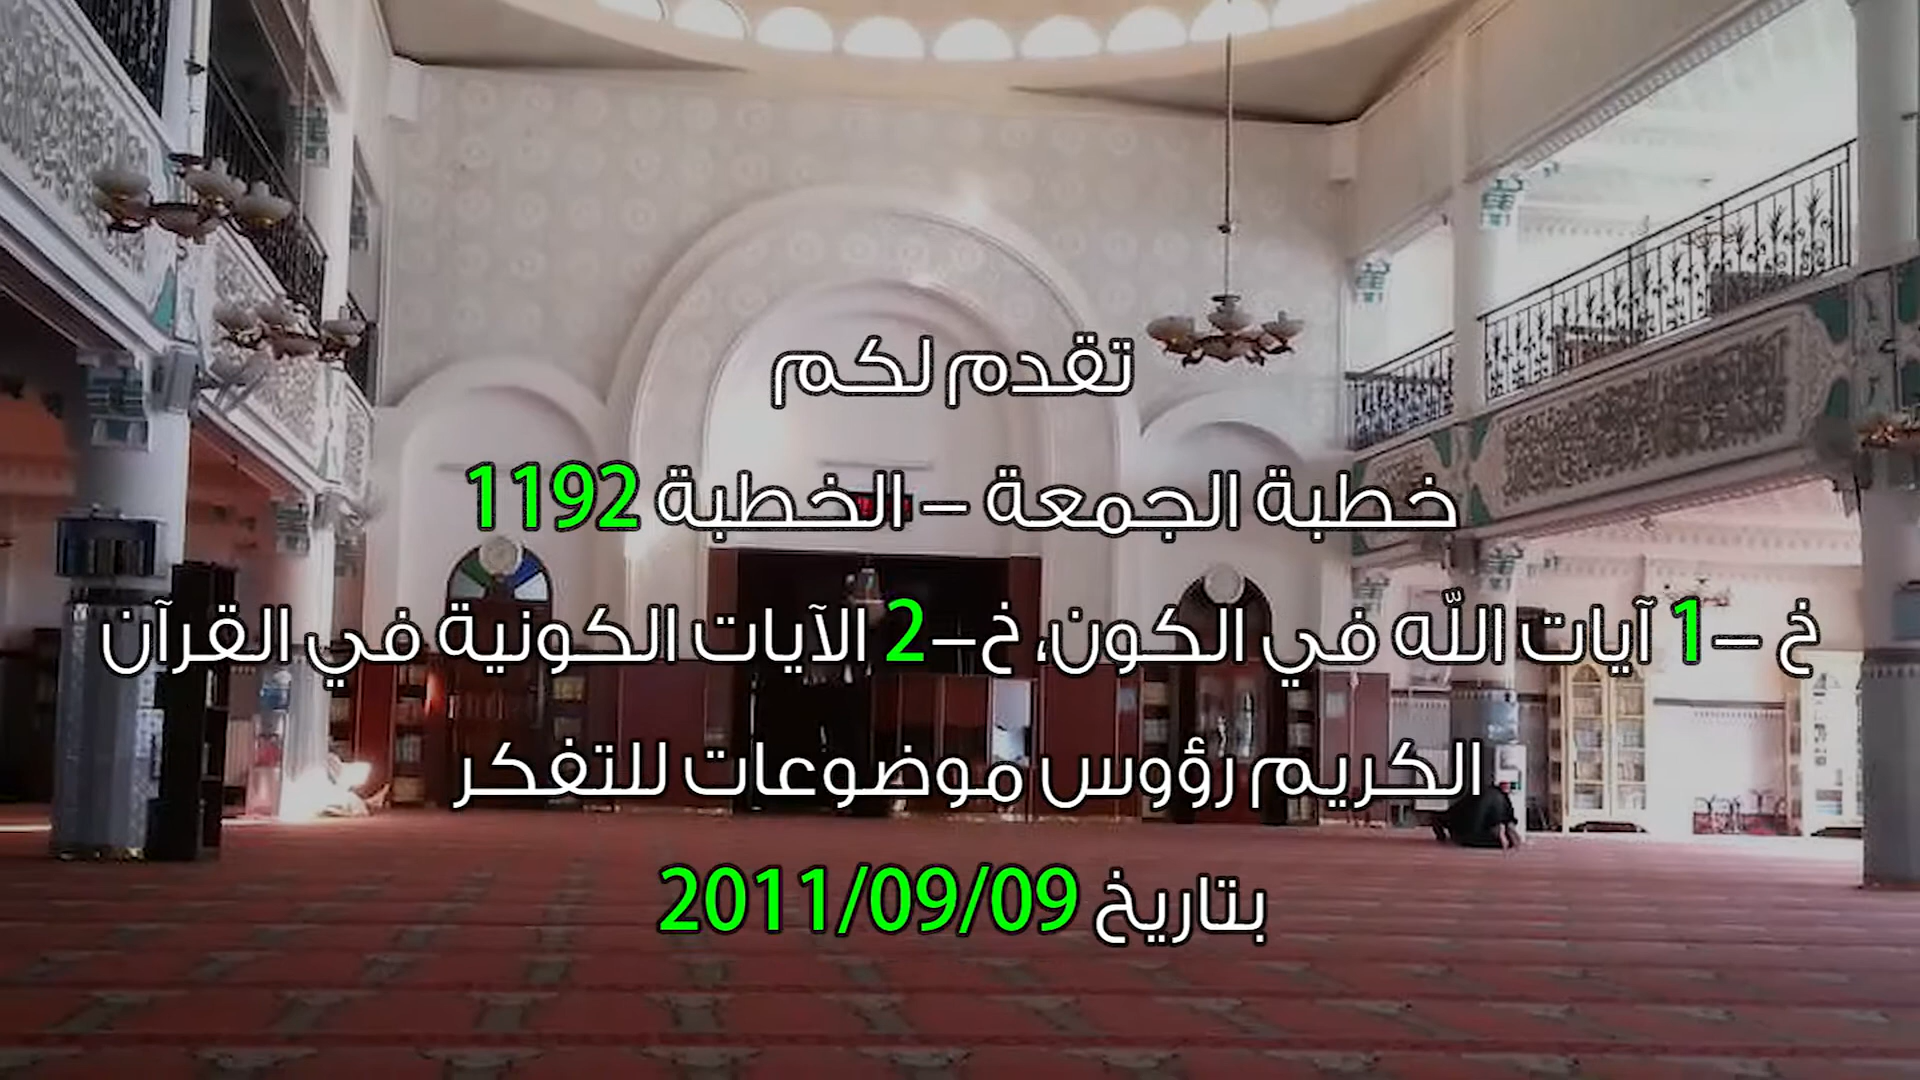 تقدم لكم
خطبة الجمعة - الخطبة 1192
خ -1 آيات اللّه في الكون، خ-2 الآيات الكونية في القرآن
الكريم رؤوس موضوعات للتفكر
بتاريخ 2011/09/09